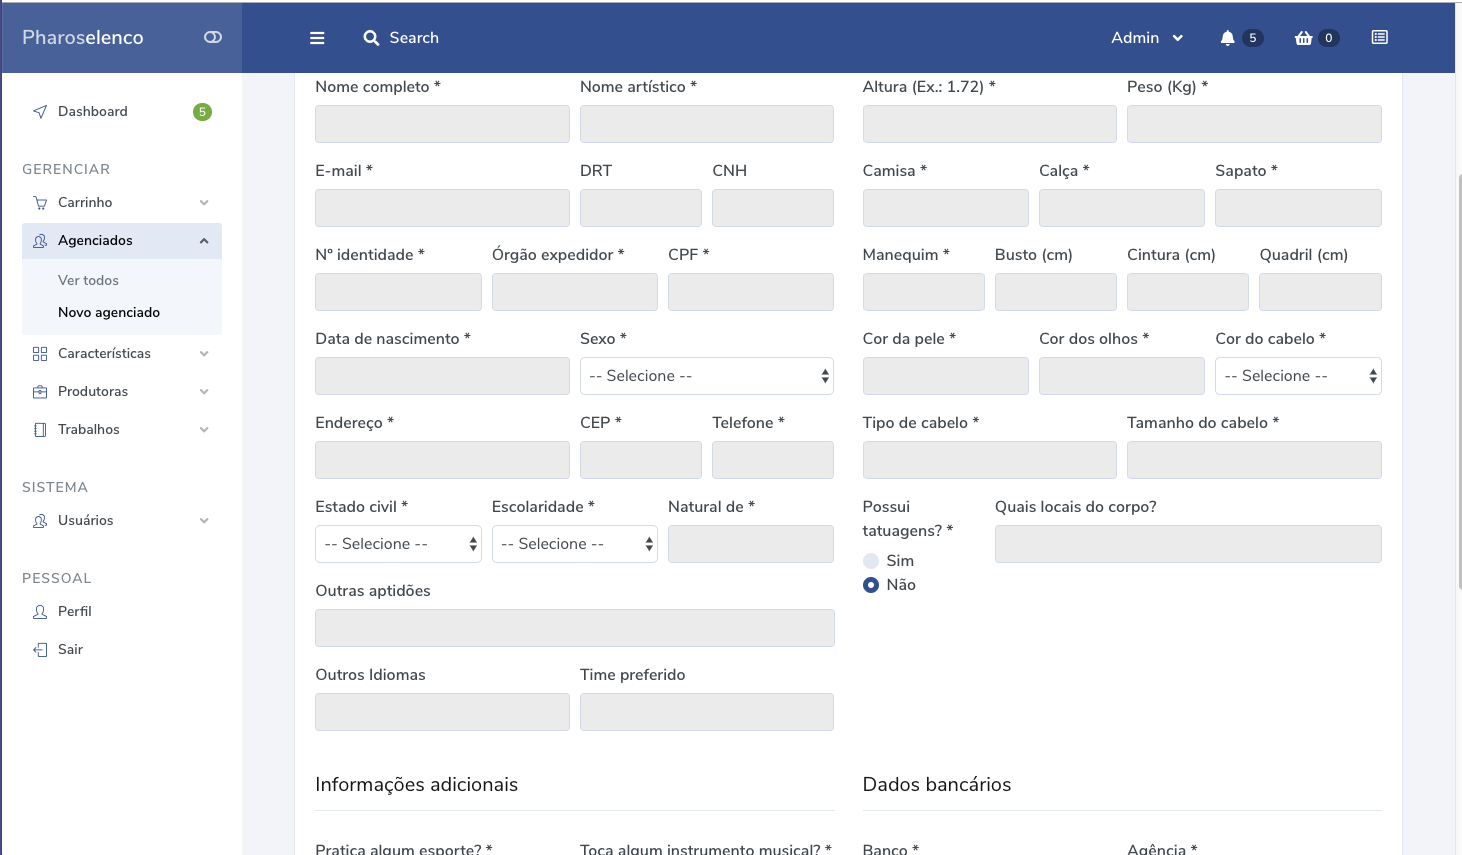 Pharoselenco
Search
Admin
5
0
Dashboard
5
GERENCIAR
Carrinho
Agenciados
Ver todos
Novo agenciado
Características
Produtoras
Trabalhos
SISTEMA
Usuários
PESSOAL
Perfil
Sair
Nome completo *
Nome artístico *
E-mail *
DRT
CNH
Nº identidade *
Órgão expedidor *
CPF *
Data de nascimento *
Sexo *
-- Selecione --
Endereço *
CEP *
Telefone *
Estado civil *
Escolaridade *
Natural de *
-- Selecione --
-- Selecione --
Outras aptidões
Outros Idiomas
Time preferido
Altura (Ex.: 1.72) *
Peso (Kg) *
Camisa *
Calça *
Sapato *
Manequim *
Busto (cm)
Cintura (cm)
Quadril (cm)
Cor da pele *
Cor dos olhos *
Cor do cabelo *
-- Selecione --
Tipo de cabelo *
Tamanho do cabelo *
Possui
tatuagens? *
Sim
Não
Quais locais do corpo?
Informações adicionais
Pratica algum esporte? *
Toca algum instrumento musical? *
Dados bancários
Banco *
Agência *